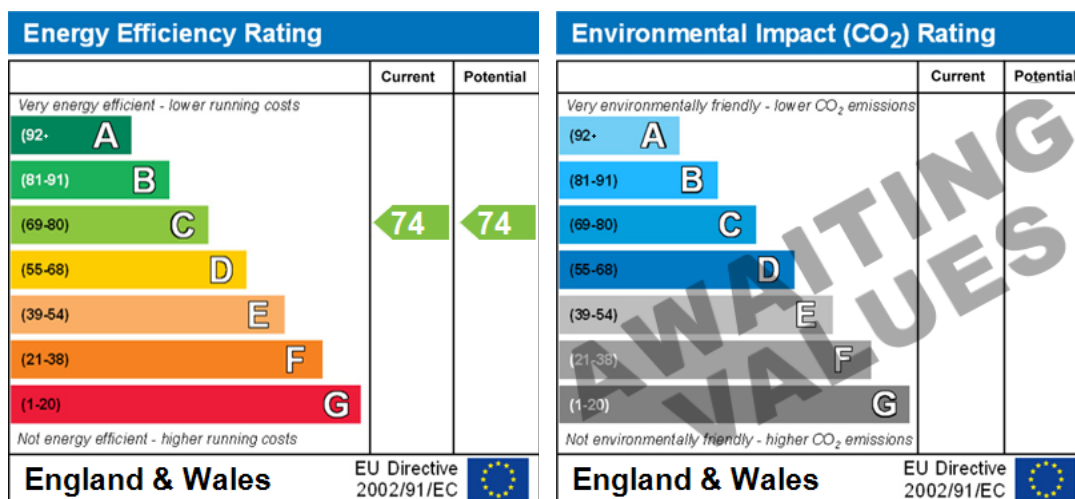 Energy Efficiency Rating
Current Potential
Very energy efficient - lower running costs
(92+ A
(81-91) B
(69-80) C 74 74
(55-68) D
(39-54) E
(21-38) F
(1-20) G
Not energy efficient - higher running costs
England & Wales
EU Directive
2002/91/EC
Environmental Impact (CO₂) Rating
Current Potential
Very environmentally friendly - lower CO₂ emissions
(92+ A
(81-91) B
(69-80) C
(55-68) D
(39-54) E
(21-38) F
(1-20) G
AWAITING
VALUES
Not environmentally friendly - higher CO₂ emissions
England & Wales
EU Directive
2002/91/EC